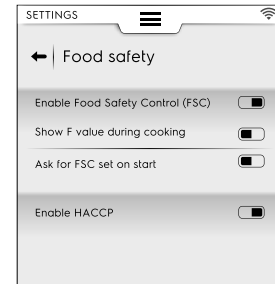 SETTINGS
Food safety
Enable Food Safety Control (FSC)
Show F value during cooking
Ask for FSC set on start
Enable HACCP